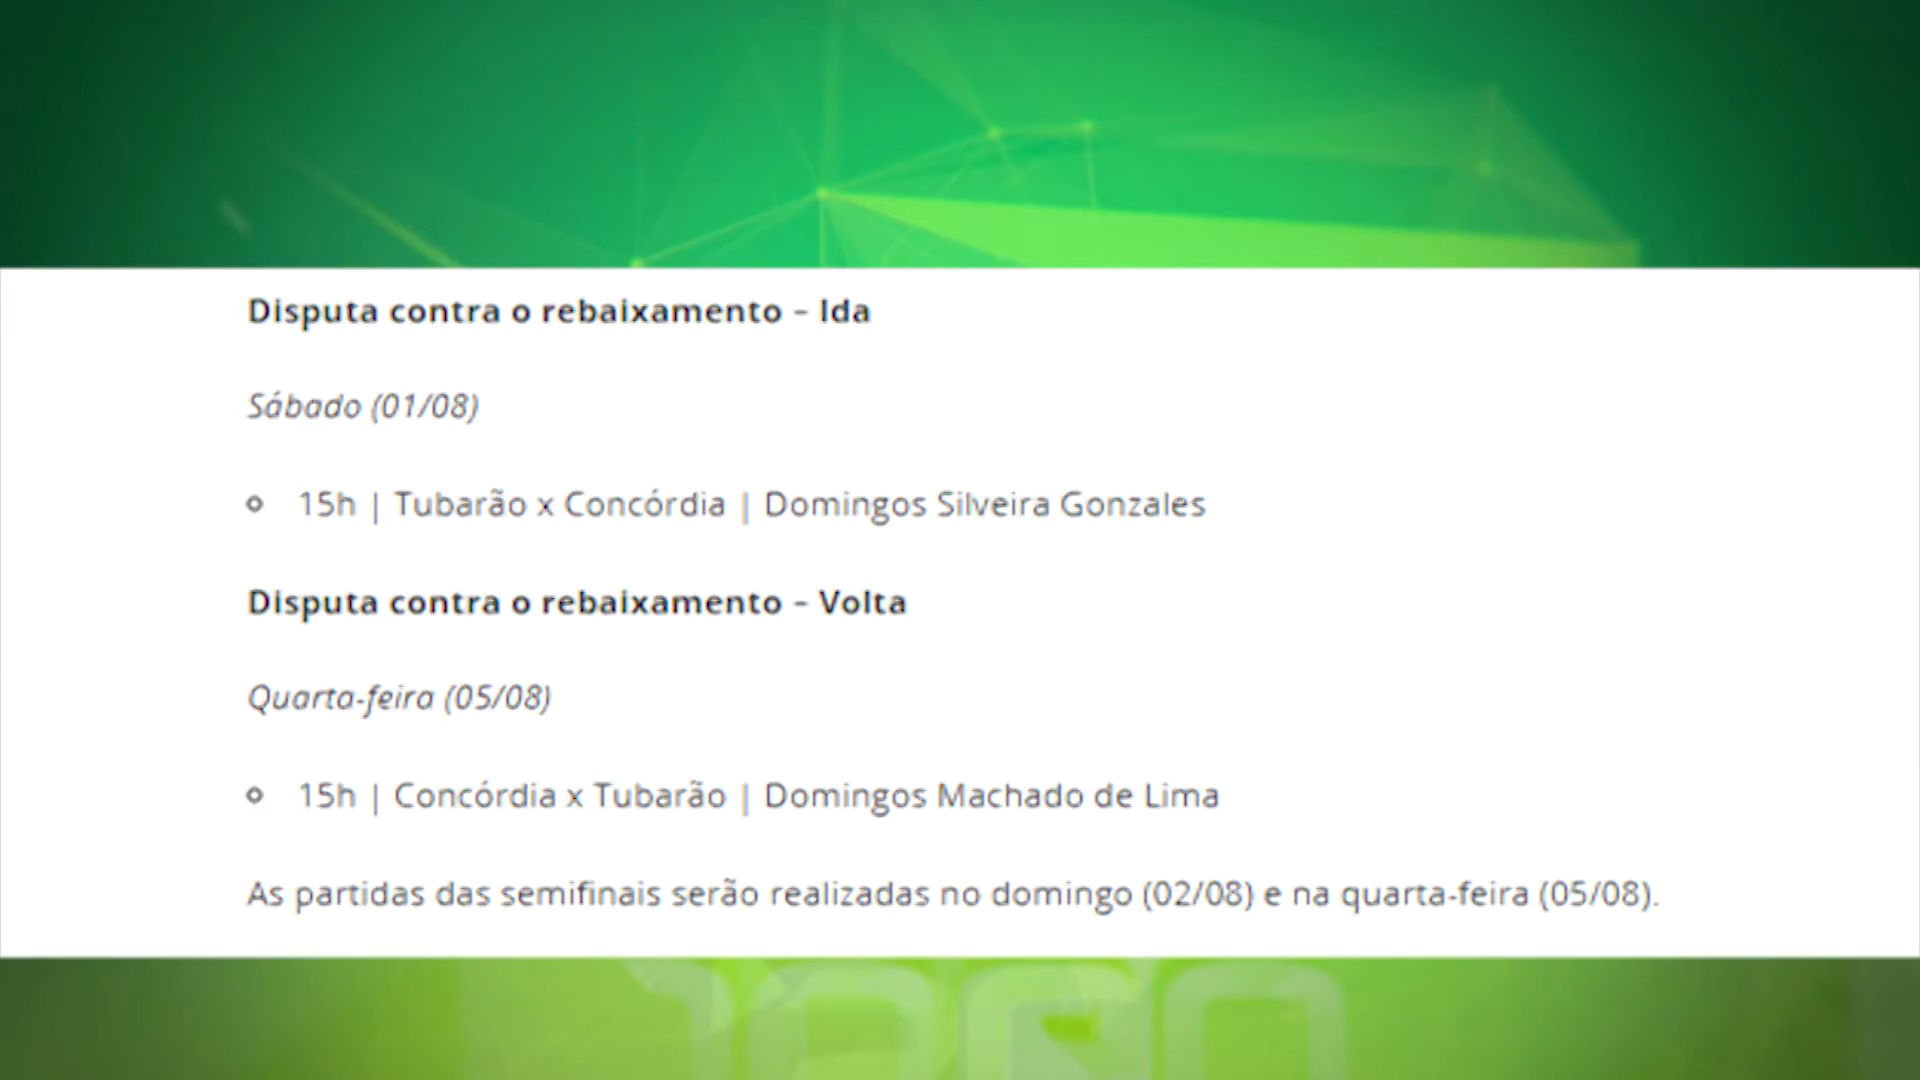 Disputa contra o rebaixamento – Ida
Sábado (01/08)
15h | Tubarão x Concórdia | Domingos Silveira Gonzales
Disputa contra o rebaixamento – Volta
Quarta-feira (05/08)
15h | Concórdia x Tubarão | Domingos Machado de Lima
As partidas das semifinais serão realizadas no domingo (02/08) e na quarta-feira (05/08).